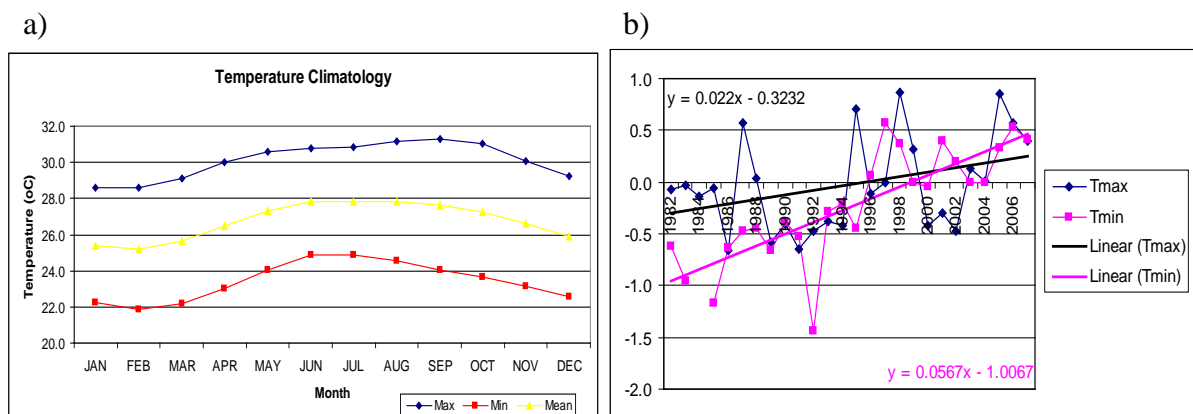 a)
Temperature Climatology
Temperature (oC)
32.0
30.0
28.0
26.0
24.0
22.0
20.0
JAN FEB MAR APR MAY JUN JUL AUG SEP OCT NOV DEC
Month
Max Min Mean
b)
1.0
0.5
0.0
-0.5
-1.0
-1.5
-2.0
y = 0.022x - 0.3232
1982 1984 1986 1988 1990 1992 1994 1996 1998 2000 2002 2004 2006
y = 0.0567x - 1.0067
Tmax
Tmin
Linear (Tmax)
Linear (Tmin)